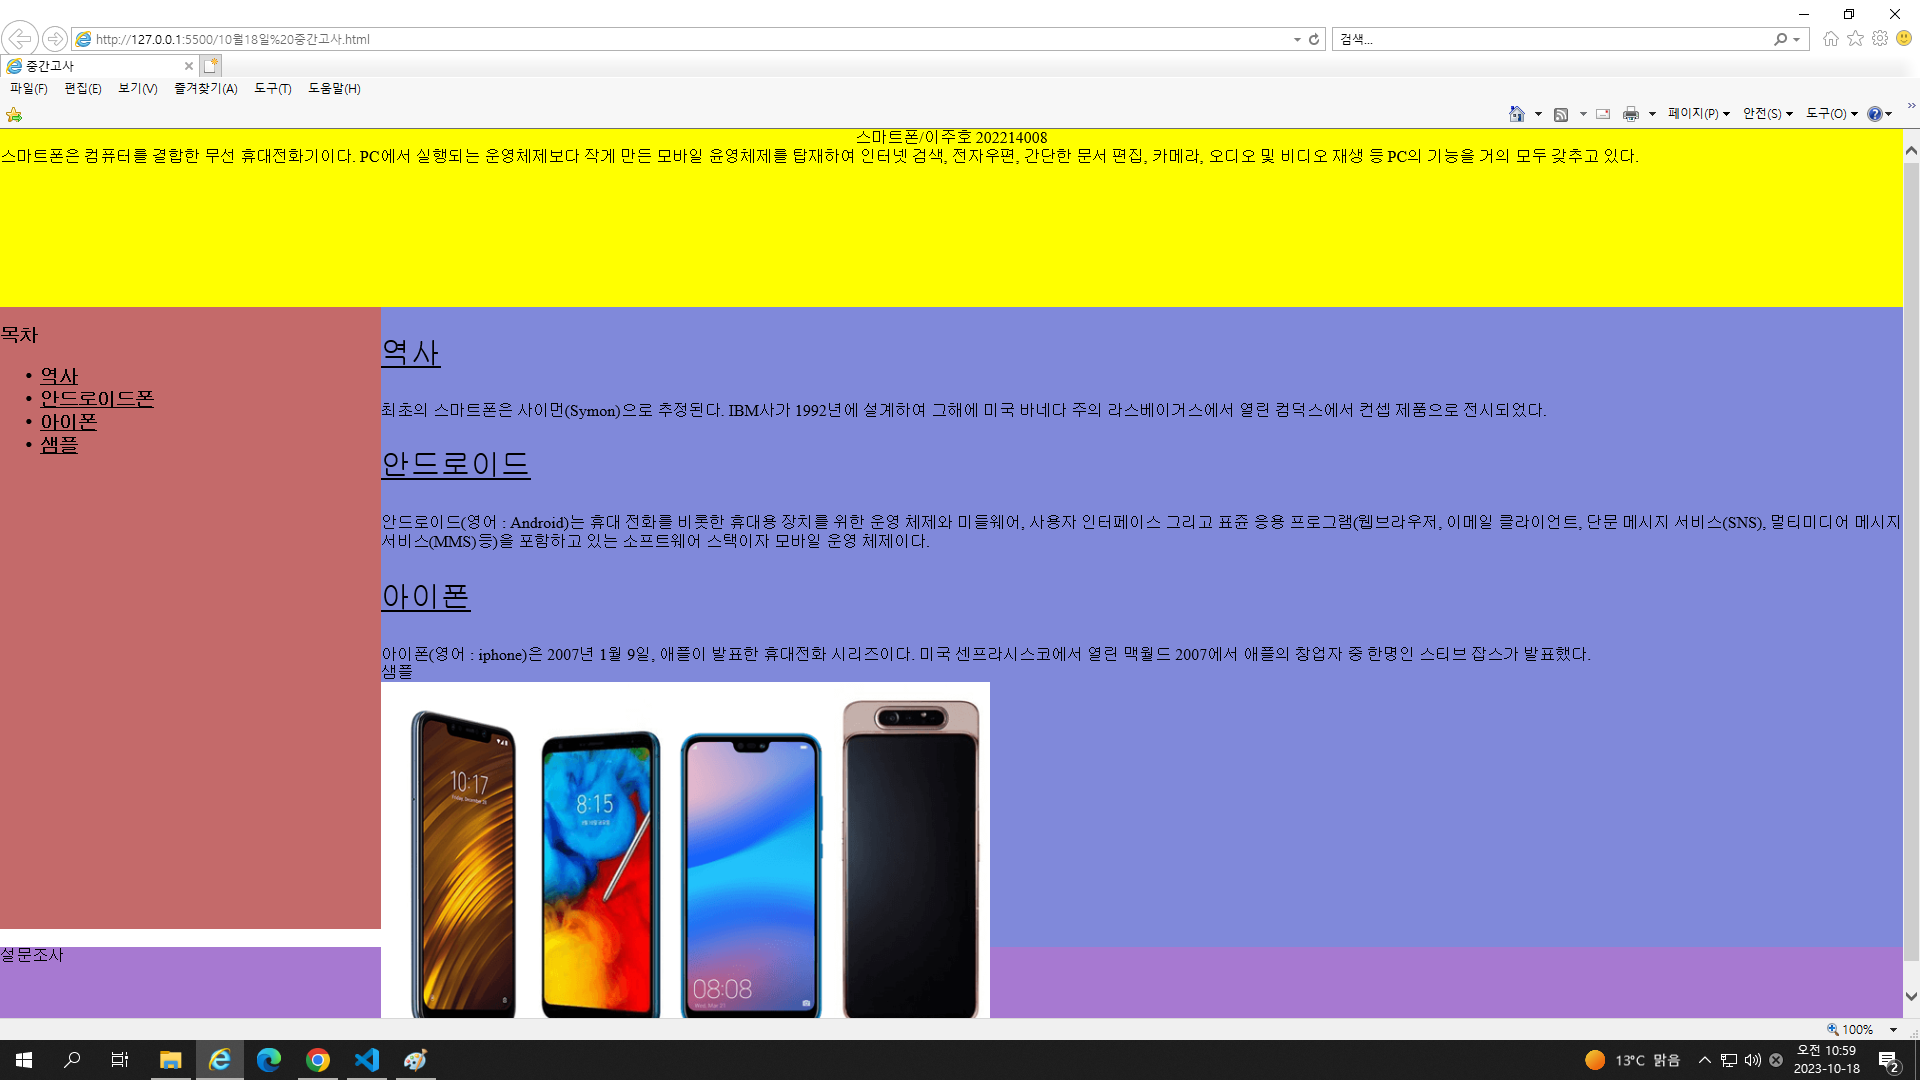 http://127.0.0.1:5500/10월18일%20중간고사.html
검색...
중간고사
파일(F) 편집(E) 보기(V) 즐겨찾기(A) 도구(T) 도움말(H)
페이지(P) 안전(S) 도구(O)
스마트폰/이주호 202214008
스마트폰은 컴퓨터를 결합한 무선 휴대전화기이다. PC에서 실행되는 운영체제보다 작게 만든 모바일 윤영체제를 탑재하여 인터넷 검색, 전자우편, 간단한 문서 편집, 카메라, 오디오 및 비디오 재생 등 PC의 기능을 거의 모두 갖추고 있다.
목차
• 역사
• 안드로이드폰
• 아이폰
• 샘플
역사
최초의 스마트폰은 사이먼(Symon)으로 추정된다. IBM사가 1992년에 설계하여 그해에 미국 바네다 주의 라스베이거스에서 열린 컴덕스에서 컨셉 제품으로 전시되었다.
안드로이드
안드로이드(영어 : Android)는 휴대 전화를 비롯한 휴대용 장치를 위한 운영 체제와 미들웨어, 사용자 인터페이스 그리고 표쥰 응용 프로그램(웹브라우저, 이메일 클라이언트, 단문 메시지 서비스(SNS), 멀티미디어 메시지
서비스(MMS)등)을 포함하고 있는 소프트웨어 스택이자 모바일 운영 체제이다.
아이폰
아이폰(영어 : iphone)은 2007년 1월 9일, 애플이 발표한 휴대전화 시리즈이다. 미국 센프라시스코에서 열린 맥월드 2007에서 애플의 창업자 중 한명인 스티브 잡스가 발표했다.
샘플
10:17
8:15
08:08
설문조사
100%
13°C 맑음
오전 10:59
2023-10-18
2